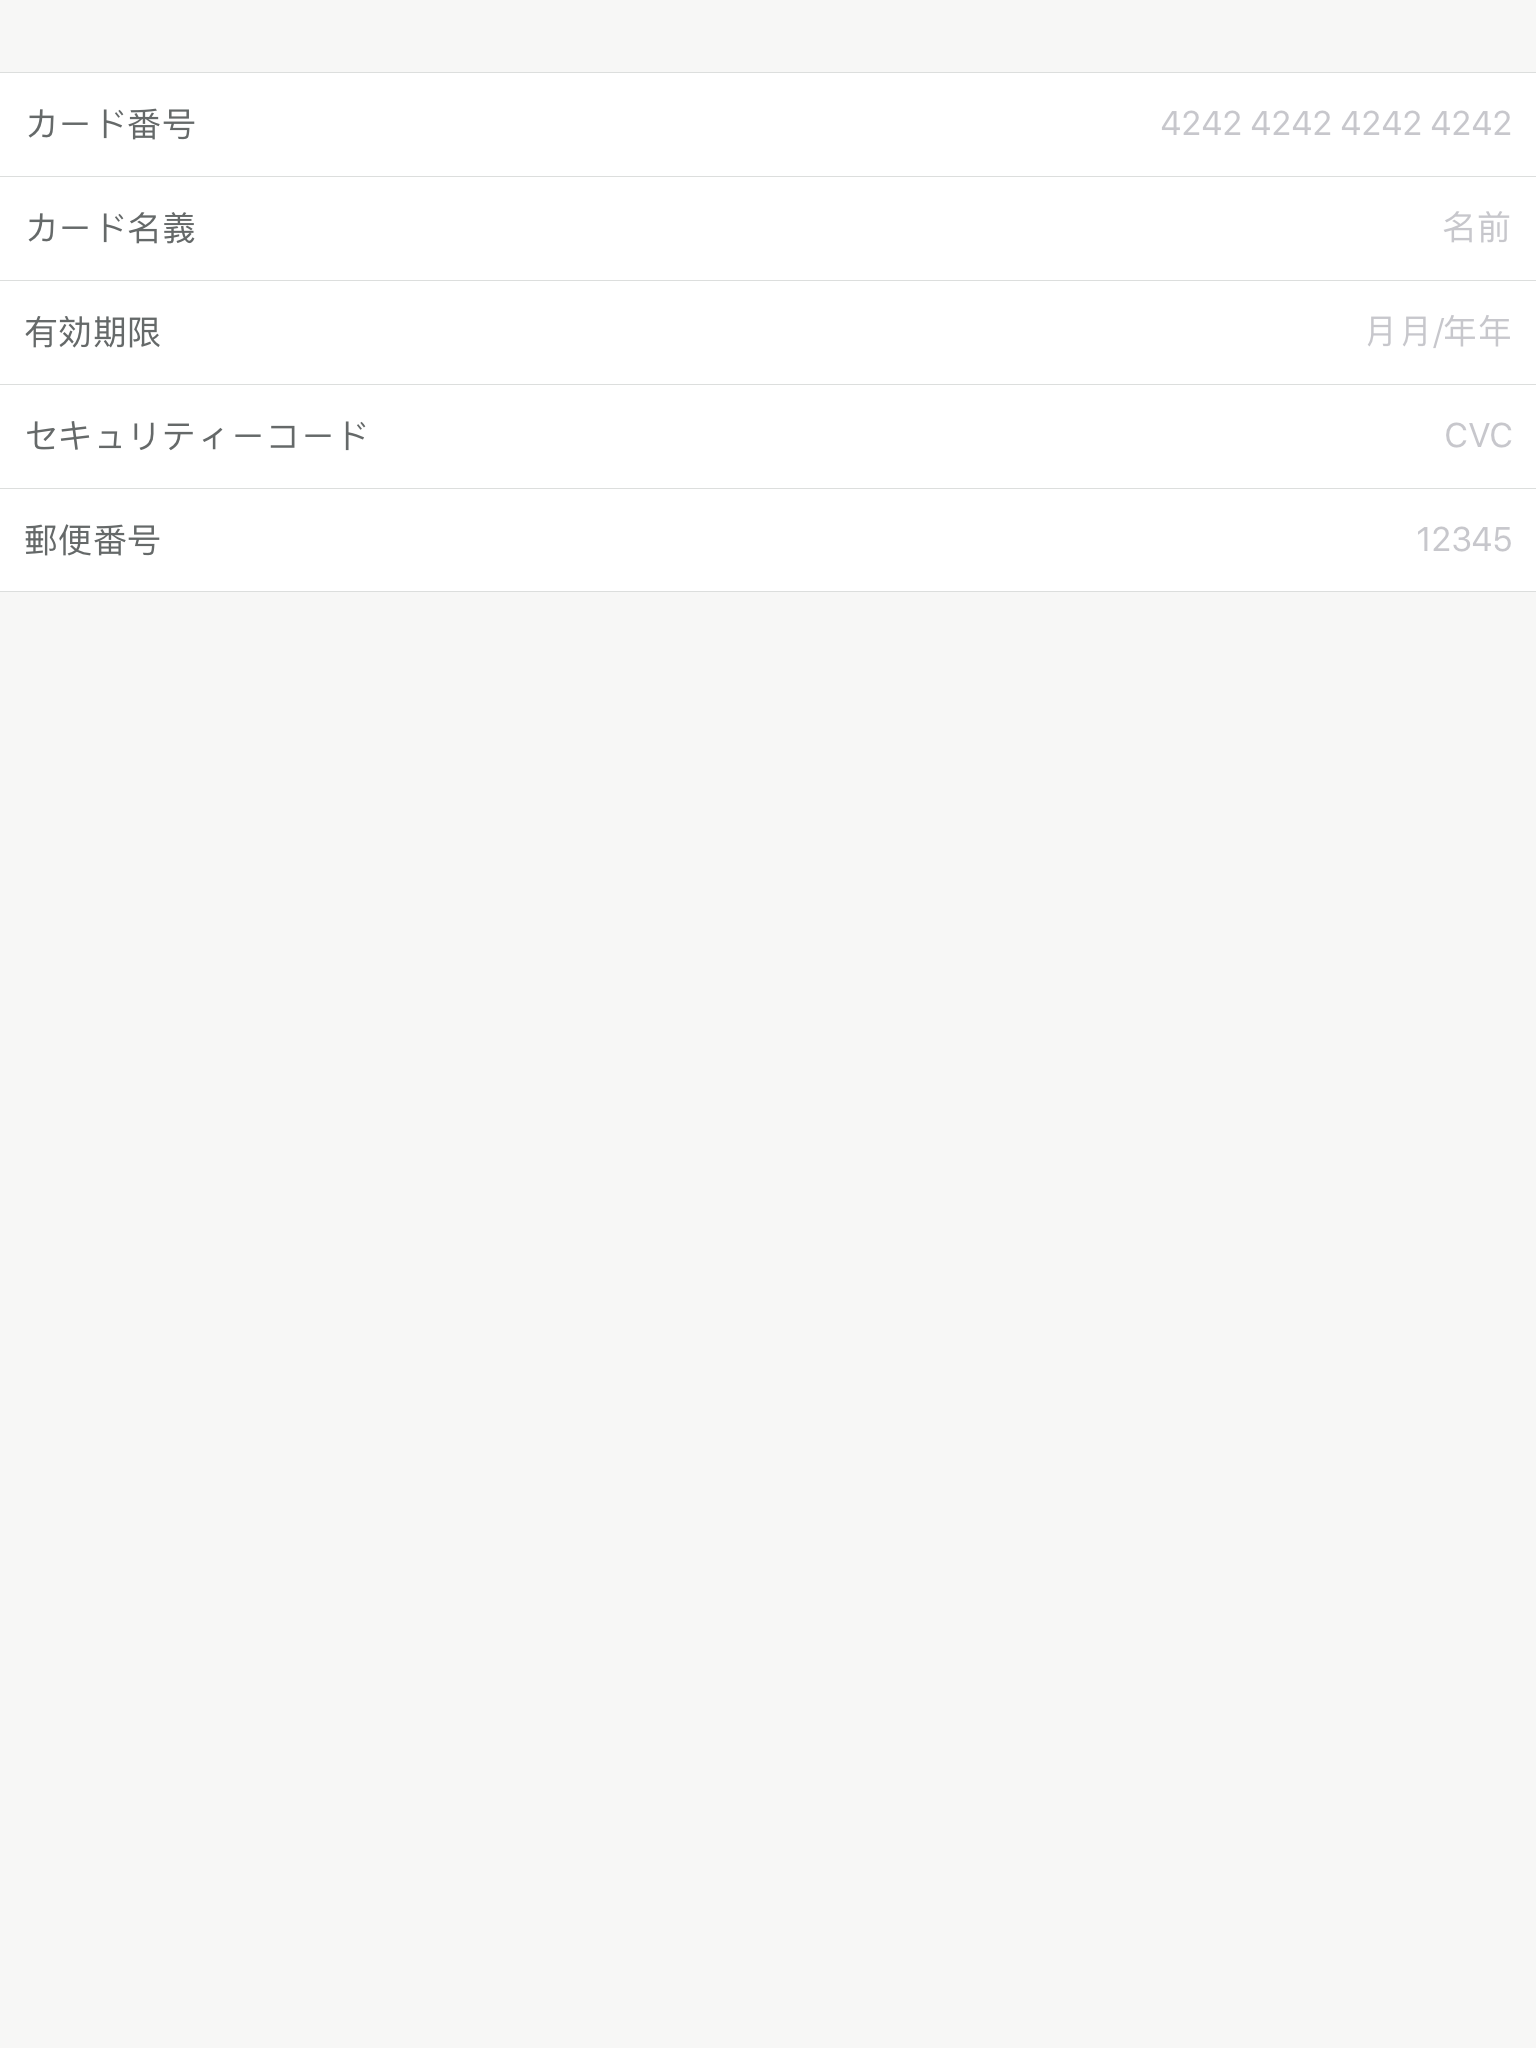 カード番号 4242 4242 4242 4242
カード名義 名前
有効期限 月月/年年
セキュリティーコード CVC
郵便番号 12345